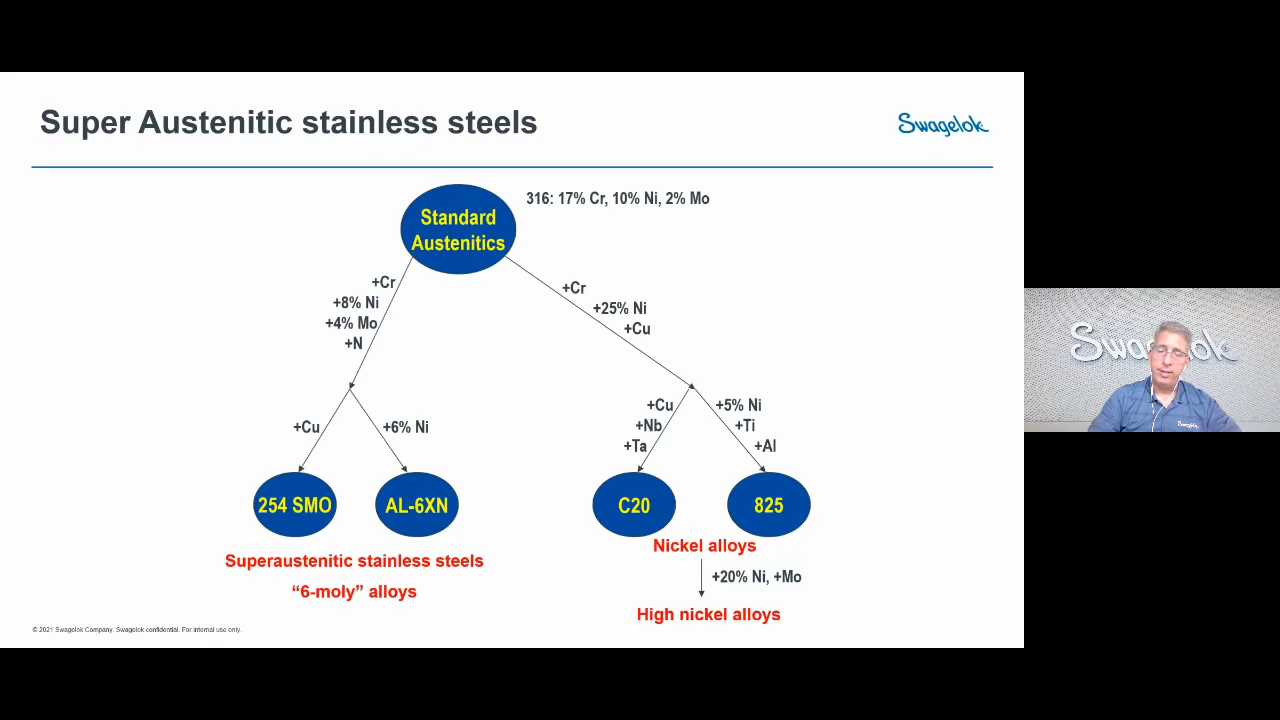 Super Austenitic stainless steels
Swagelok
316: 17% Cr, 10% Ni, 2% Mo
Standard
Austenitics
+Cr
+8% Ni
+4% Mo
+N
+Cr
+25% Ni
+Cu
+Cu
+6% Ni
+Cu
+Nb
+Ta
+5% Ni
+Ti
+Al
254 SMO
AL-6XN
C20
825
Superaustenitic stainless steels
“6-moly” alloys
Nickel alloys
+20% Ni, +Mo
High nickel alloys
© 2021 Swagelok Company. Swagelok confidential. For internal use only.
Swagelok
Swagelok